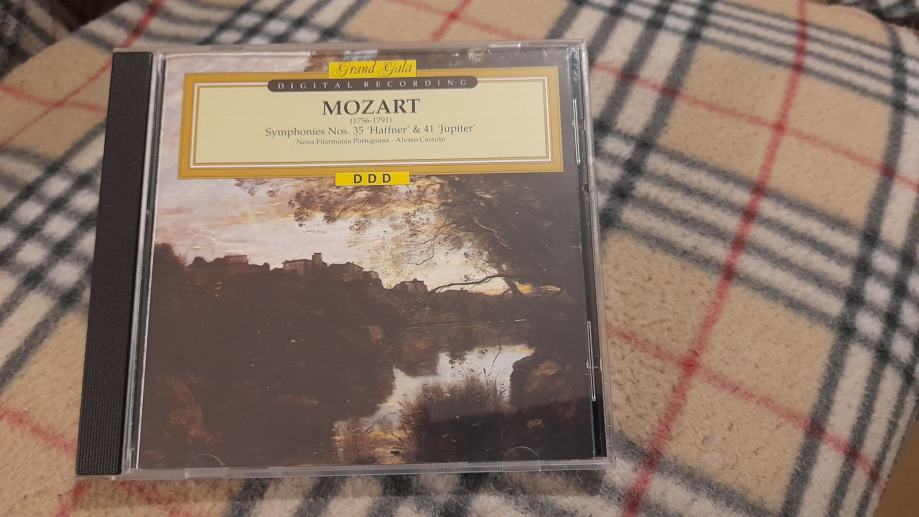 Grand Gala
DIGITAL RECORDING
MOZART
(1756-1791)
Symphonies Nos. 35 'Haffner' & 41 'Jupiter'
Nova Filarmonia Portuguesa - Alvaro Cassuto
DDD